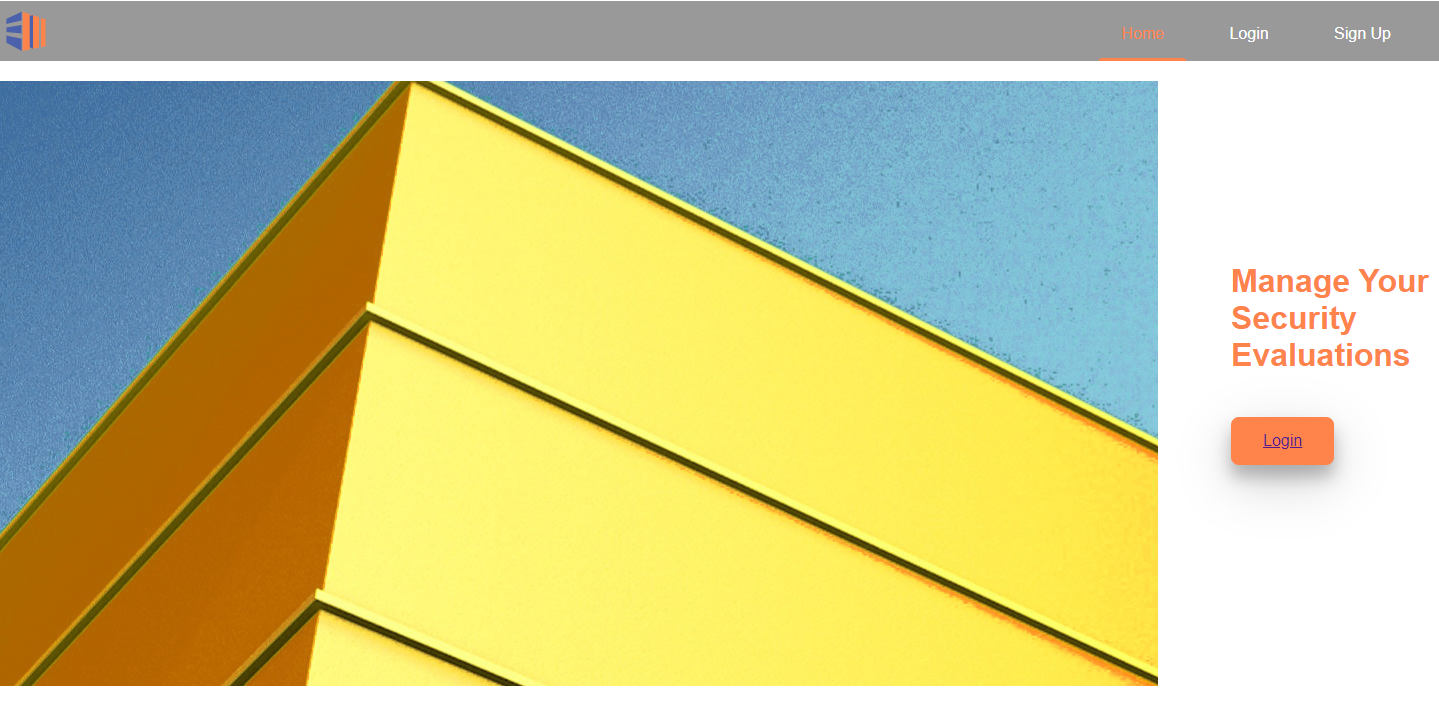 Home Login Sign Up
Manage Your
Security
Evaluations
Login